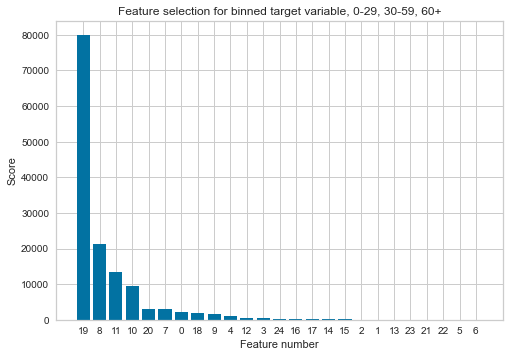 Feature selection for binned target variable, 0-29, 30-59, 60+
80000
70000
60000
50000
40000
30000
20000
10000
0
Score
19 8 11 10 20 7 0 18 9 4 12 3 24 16 17 14 15 2 1 13 23 21 22 5 6
Feature number